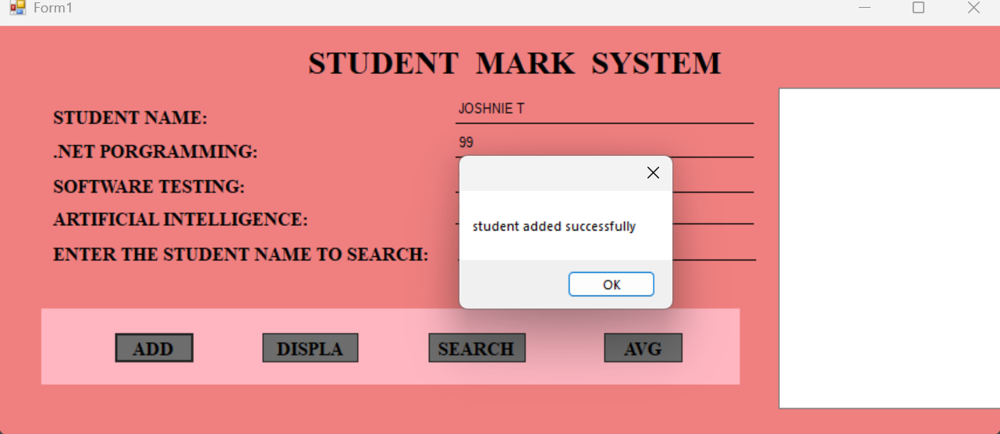 Form1
STUDENT MARK SYSTEM
STUDENT NAME:
JOSHNIE T
.NET PORGRAMMING:
99
SOFTWARE TESTING:
ARTIFICIAL INTELLIGENCE:
ENTER THE STUDENT NAME TO SEARCH:
student added successfully
OK
ADD
DISPLA
SEARCH
AVG